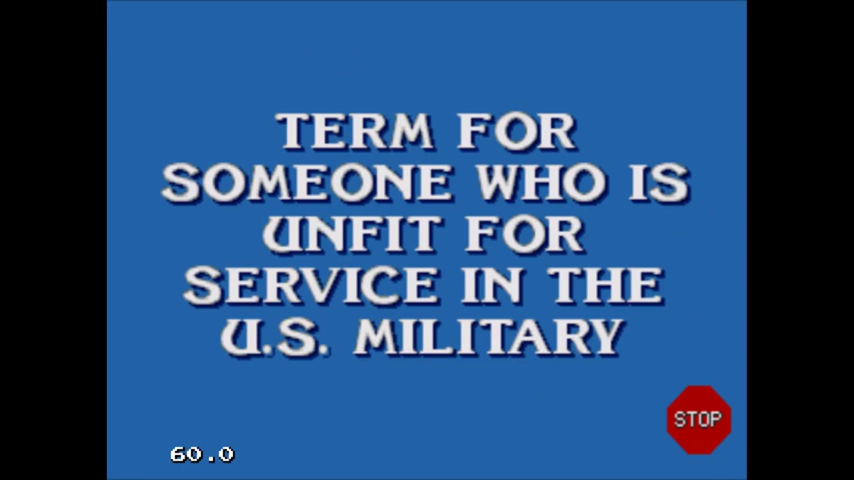 TERM FOR
SOMEONE WHO IS
UNFIT FOR
SERVICE IN THE
U.S. MILITARY
STOP
60.0